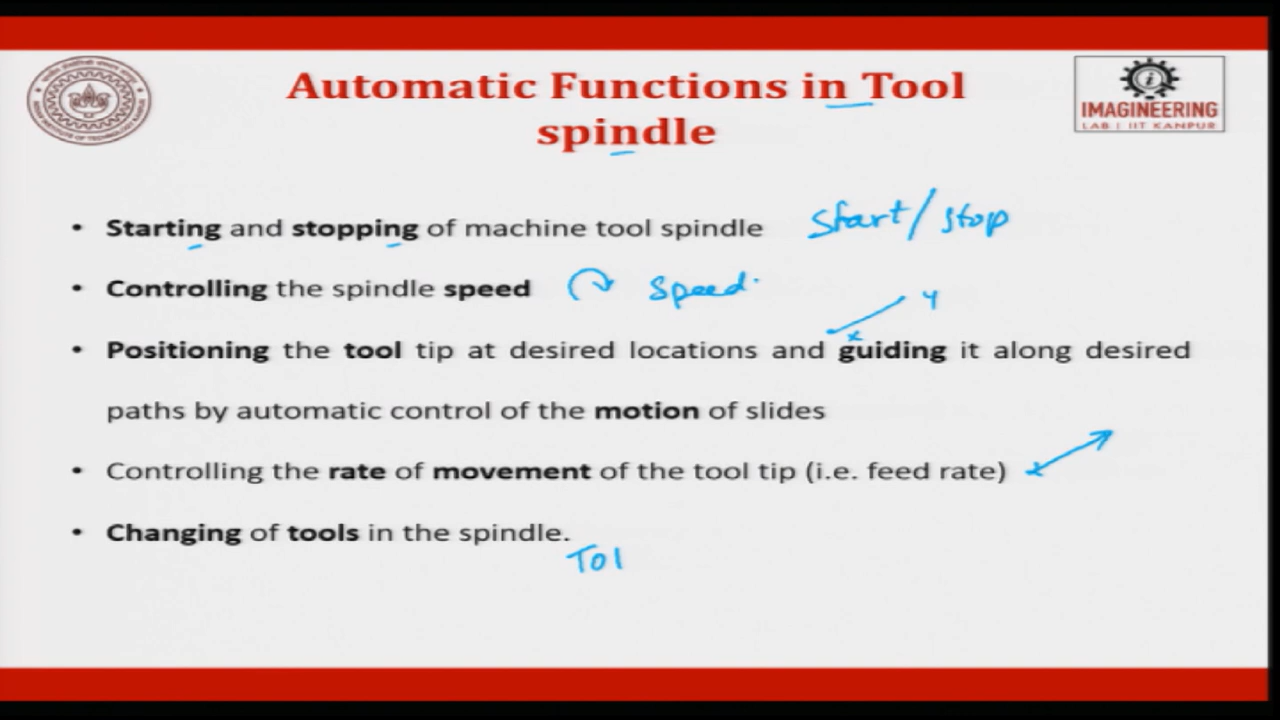 Automatic Functions in Tool
spindle
IMAGINEERING
LAB | IIT KANPUR
• Starting and stopping of machine tool spindle
Start/stop
• Controlling the spindle speed
speed.
y
x
• Positioning the tool tip at desired locations and guiding it along desired
paths by automatic control of the motion of slides
• Controlling the rate of movement of the tool tip (i.e. feed rate)
• Changing of tools in the spindle.
T01